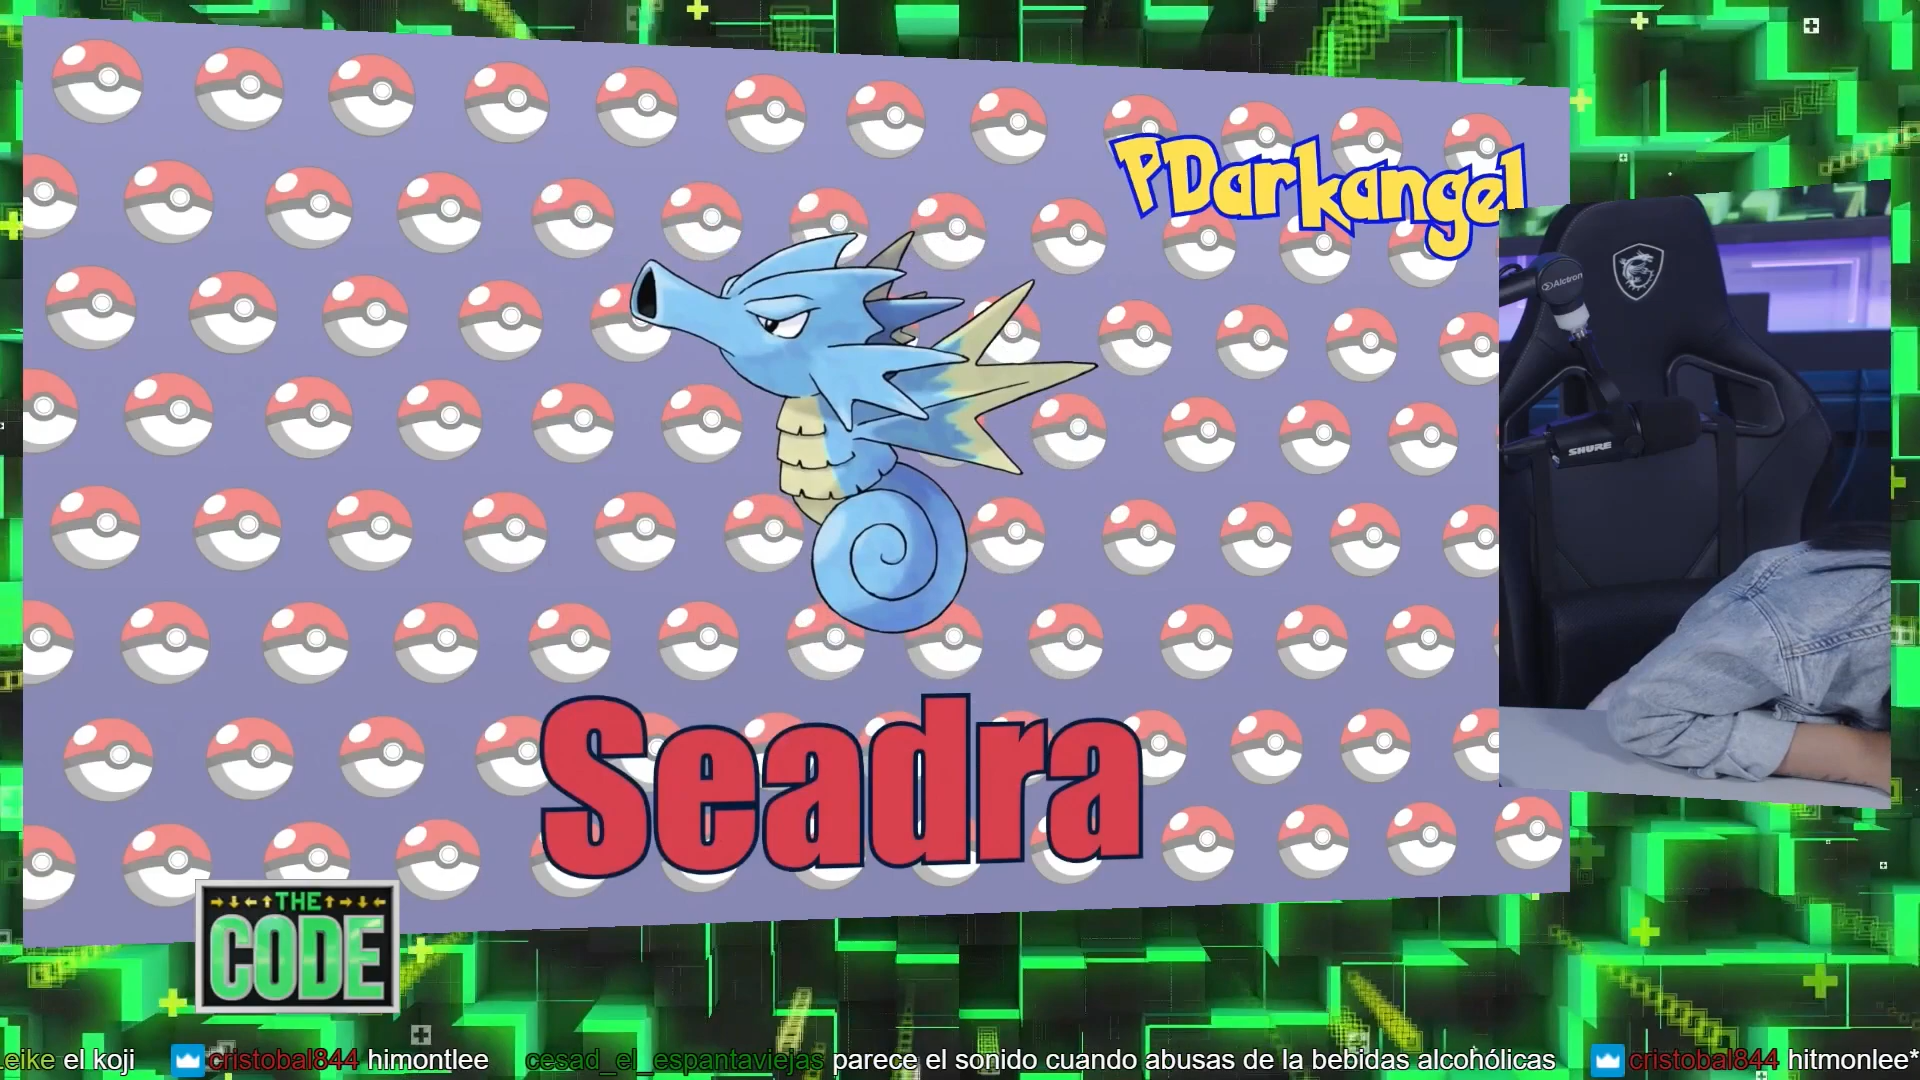 PDarkangel
Alctron
SHURE
Seadra
THE
CODE
eike el koji cristobal844 himontlee cesad_el_espantaviejas parece el sonido cuando abusas de la bebidas alcohólicas cristobal844 hitmonlee*